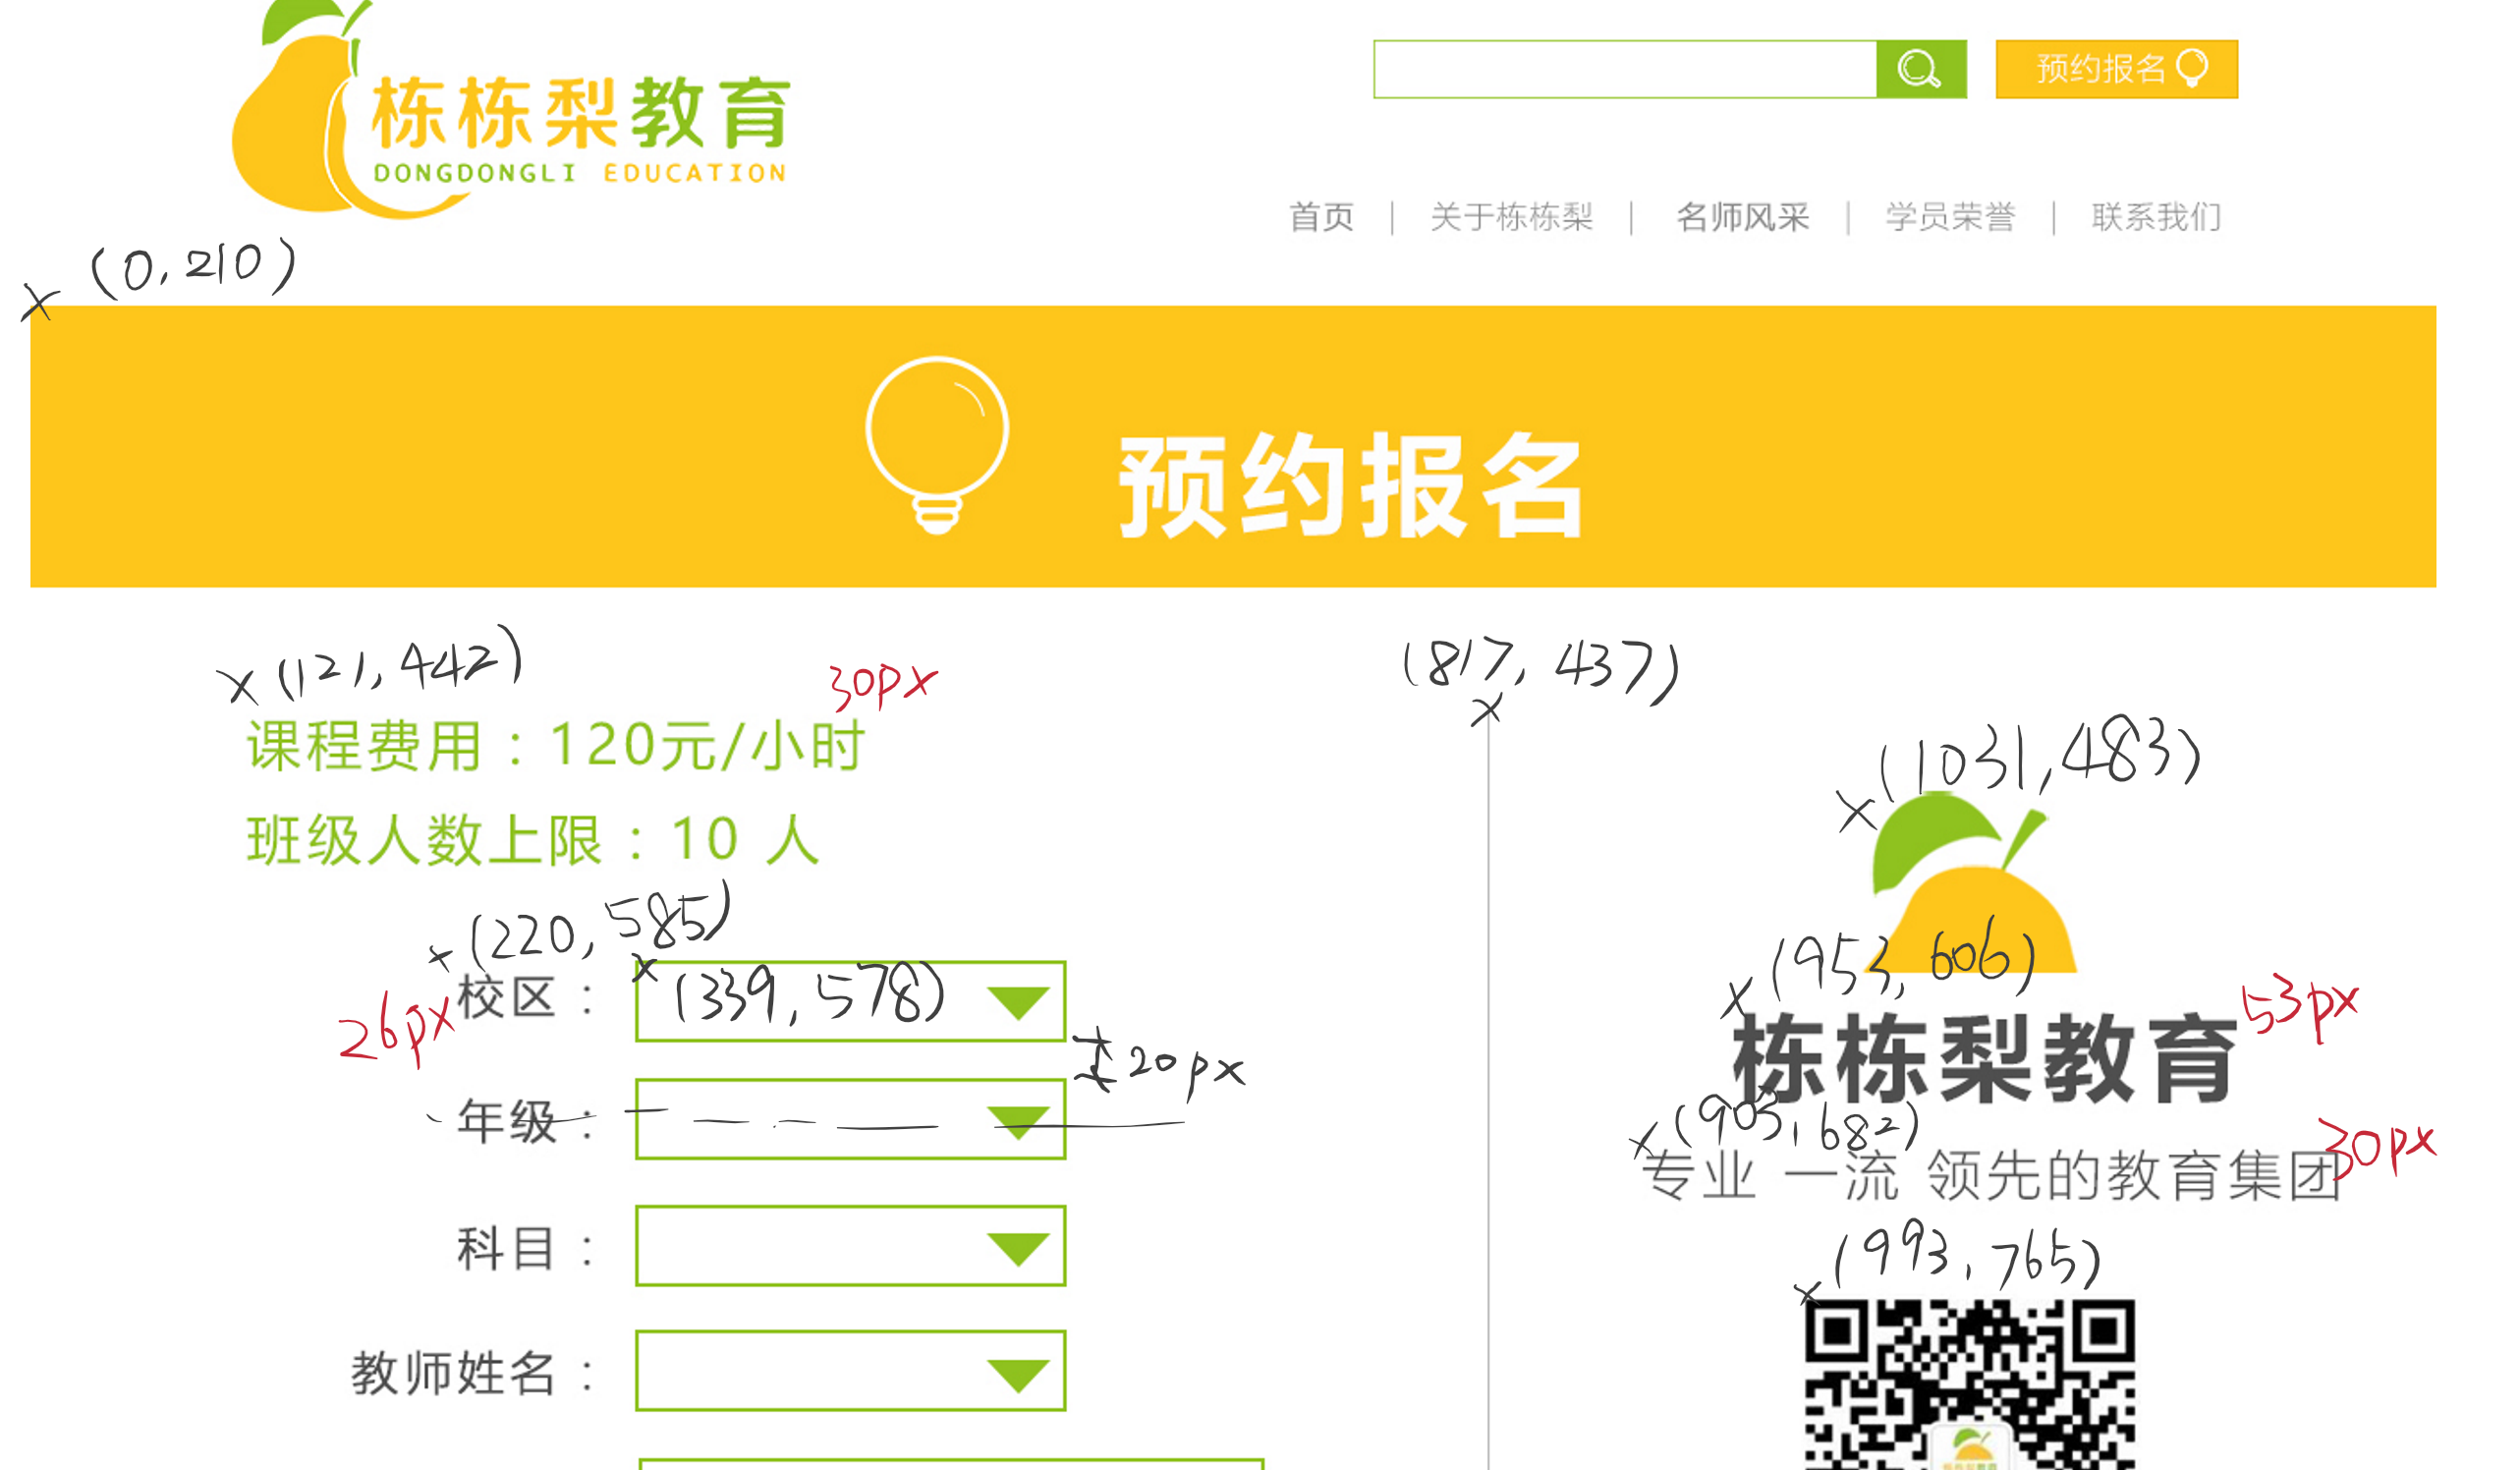 栋栋梨教育
DONGDONGLI EDUCATION
预约报名
首页 | 关于栋栋梨 | 名师风采 | 学员荣誉 | 联系我们
(0,210)
预约报名
(121,442)
30px
(817,437)
课程费用：120元/小时
(1031,483)
班级人数上限：10 人
(220,585)
(953,606)
26px
校区：
(339,578)
53px
栋栋梨教育
20px
年级：
(903,682)
30px
专业 一流 领先的教育集团
科目：
(993,765)
教师姓名：